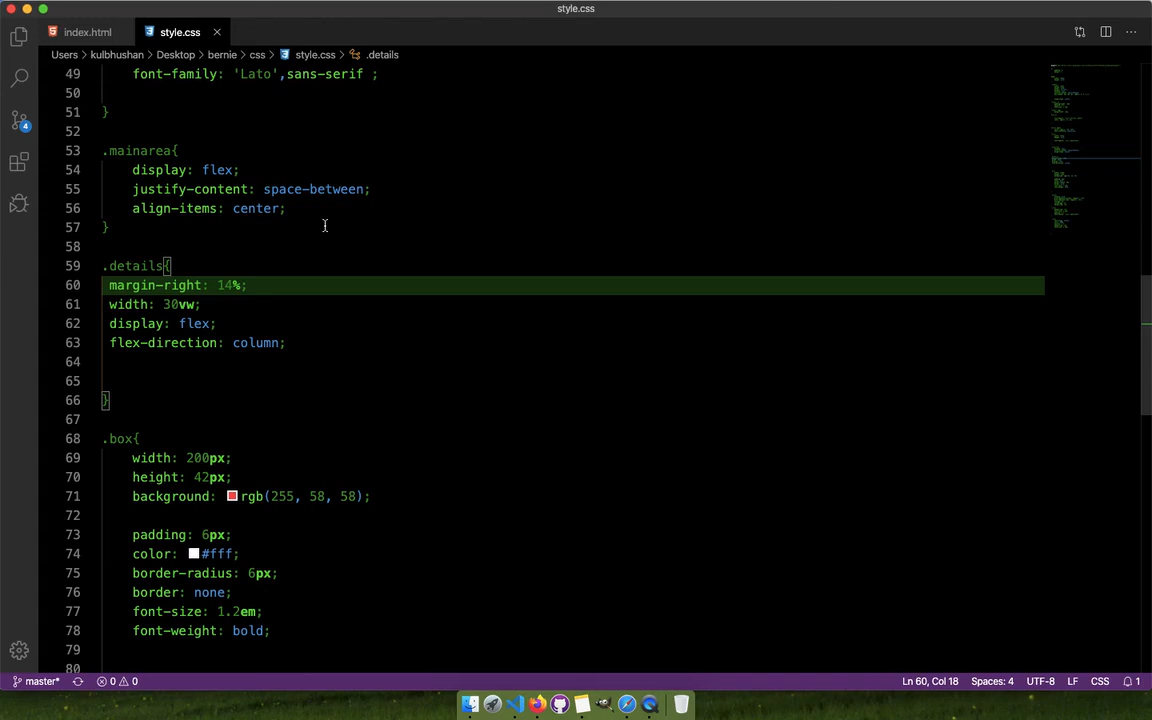 style.css
index.html
style.css
Users > kulbhushan > Desktop > bernie > css > style.css > .details
49 font-family: 'Lato',sans-serif ;
50
51 }
52
53 .mainarea{
54 display: flex;
55 justify-content: space-between;
56 align-items: center;
57 }
58
59 .details{
60 margin-right: 14%;
61 width: 30vw;
62 display: flex;
63 flex-direction: column;
64
65
66 }
67
68 .box{
69 width: 200px;
70 height: 42px;
71 background: rgb(255, 58, 58);
72
73 padding: 6px;
74 color: #fff;
75 border-radius: 6px;
76 border: none;
77 font-size: 1.2em;
78 font-weight: bold;
79
80
4
master* 0 0 Ln 60, Col 18 Spaces: 4 UTF-8 LF CSS 1